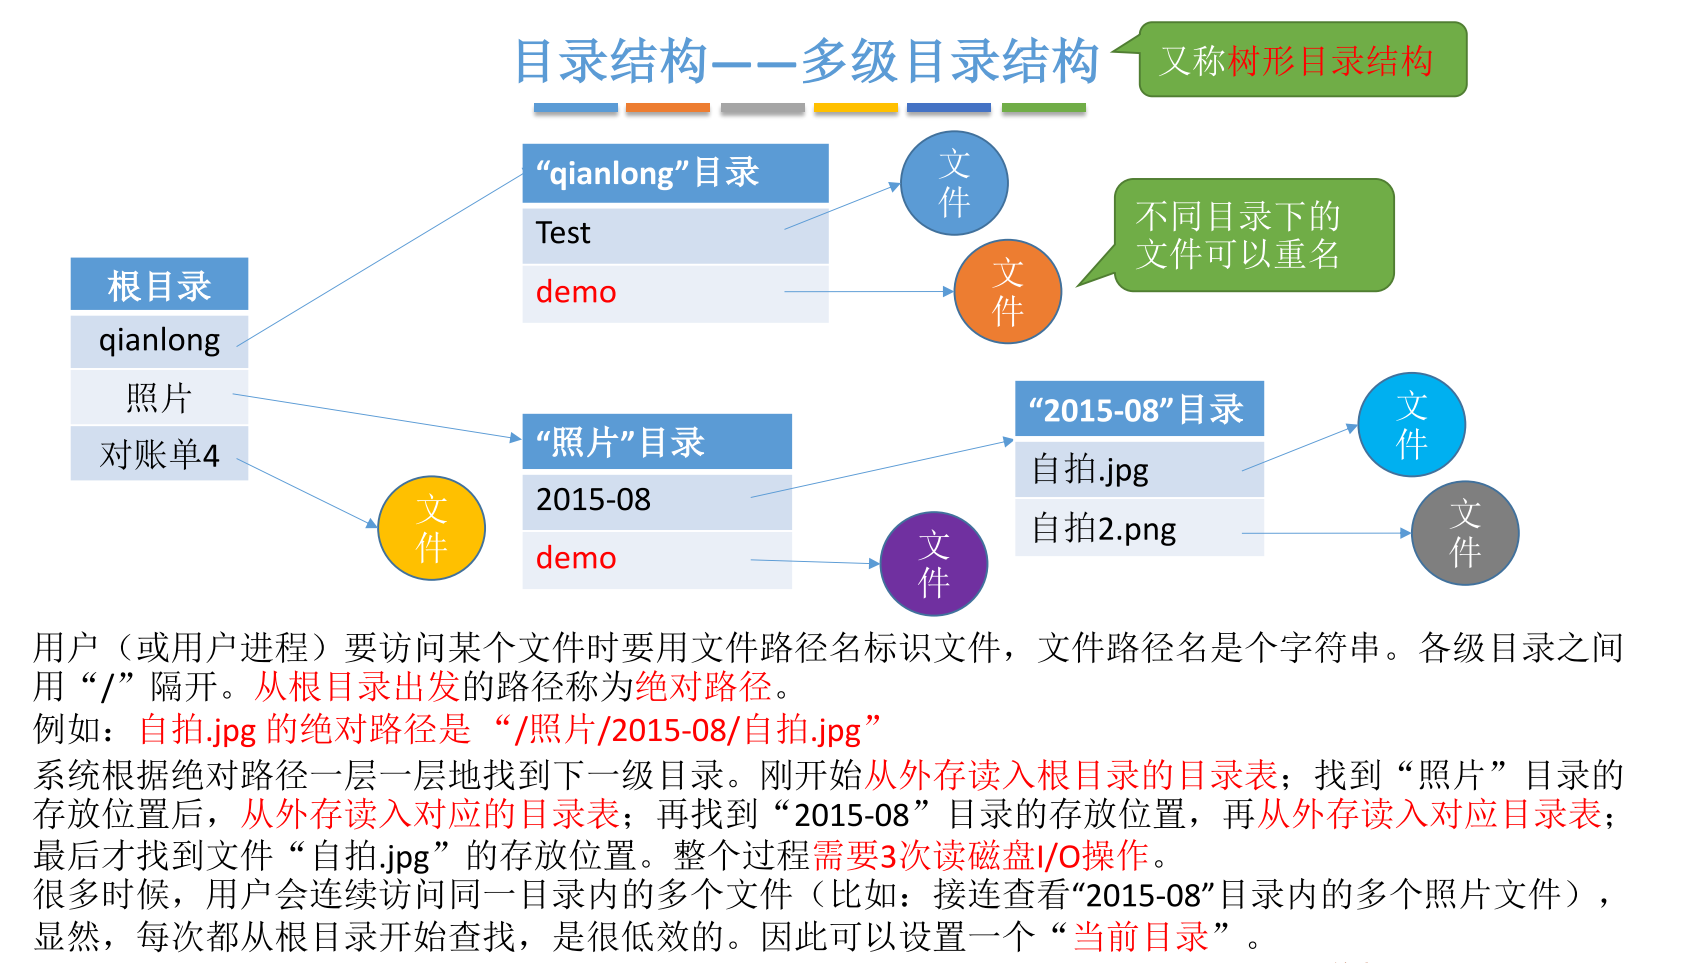 目录结构——多级目录结构
又称树形目录结构
“qianlong”目录
Test
demo
文
件
文
件
不同目录下的
文件可以重名
根目录
qianlong
照片
对账单4
文
件
“照片”目录
2015-08
demo
文
件
“2015-08”目录
自拍.jpg
自拍2.png
文
件
文
件
用户（或用户进程）要访问某个文件时要用文件路径名标识文件，文件路径名是个字符串。各级目录之间
用“/”隔开。从根目录出发的路径称为绝对路径。
例如：自拍.jpg 的绝对路径是 “/照片/2015-08/自拍.jpg”
系统根据绝对路径一层一层地找到下一级目录。刚开始从外存读入根目录的目录表；找到“照片”目录的
存放位置后，从外存读入对应的目录表；再找到“2015-08”目录的存放位置，再从外存读入对应目录表；
最后才找到文件“自拍.jpg”的存放位置。整个过程需要3次读磁盘I/O操作。
很多时候，用户会连续访问同一目录内的多个文件（比如：接连查看“2015-08”目录内的多个照片文件），
显然，每次都从根目录开始查找，是很低效的。因此可以设置一个“当前目录”。